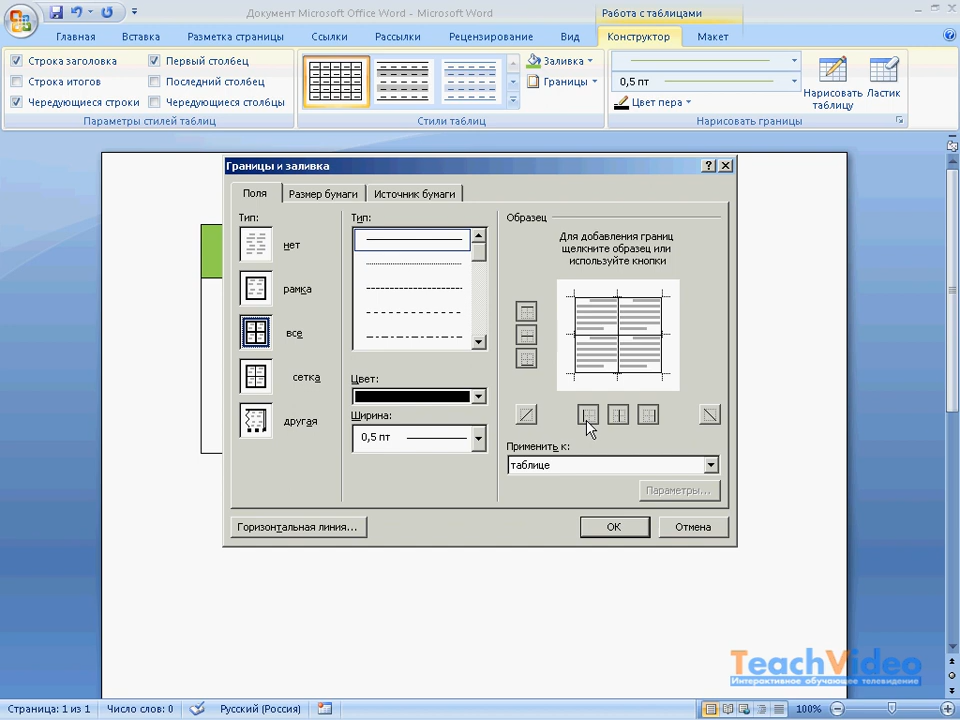 Документ Microsoft Office Word - Microsoft Word
Работа с таблицами
Главная
Вставка
Разметка страницы
Ссылки
Рассылки
Рецензирование
Вид
Конструктор
Макет
Строка заголовка
Первый столбец
Строка итогов
Последний столбец
Чередующиеся строки
Чередующиеся столбцы
Параметры стилей таблиц
Стили таблиц
Заливка
Границы
0,5 пт
Цвет пера
Нарисовать таблицу
Ластик
Нарисовать границы
Границы и заливка
Поля
Размер бумаги
Источник бумаги
Тип:
нет
рамка
все
сетка
другая
Тип:
Цвет:
Ширина:
0,5 пт
Образец
Для добавления границ
щелкните образец или
используйте кнопки
Применить к:
таблице
Параметры...
Горизонтальная линия...
ОК
Отмена
TeachVideo
Интерактивное обучающее телевидение
Страница: 1 из 1
Число слов: 0
Русский (Россия)
100%